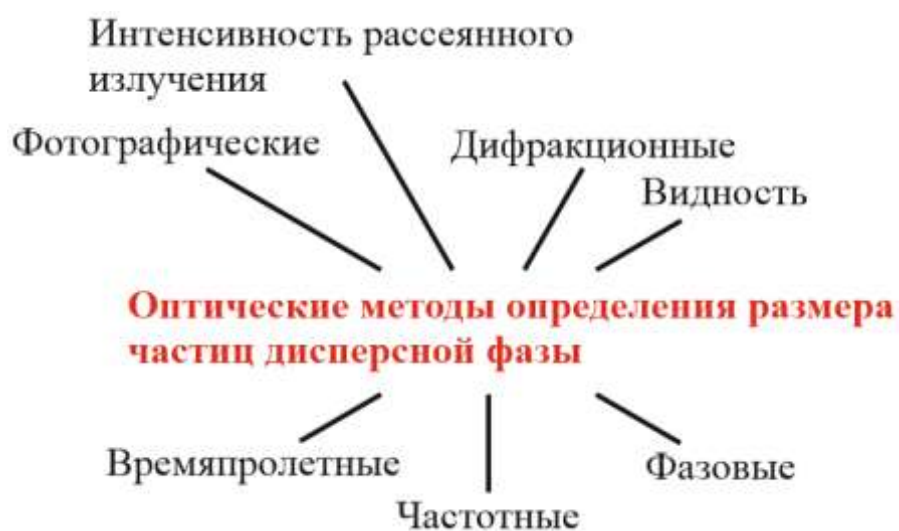 Интенсивность рассеянного
излучения
Фотографические
Дифракционные
Видность
Оптические методы определения размера
частиц дисперсной фазы
Времяпролетные
Фазовые
Частотные